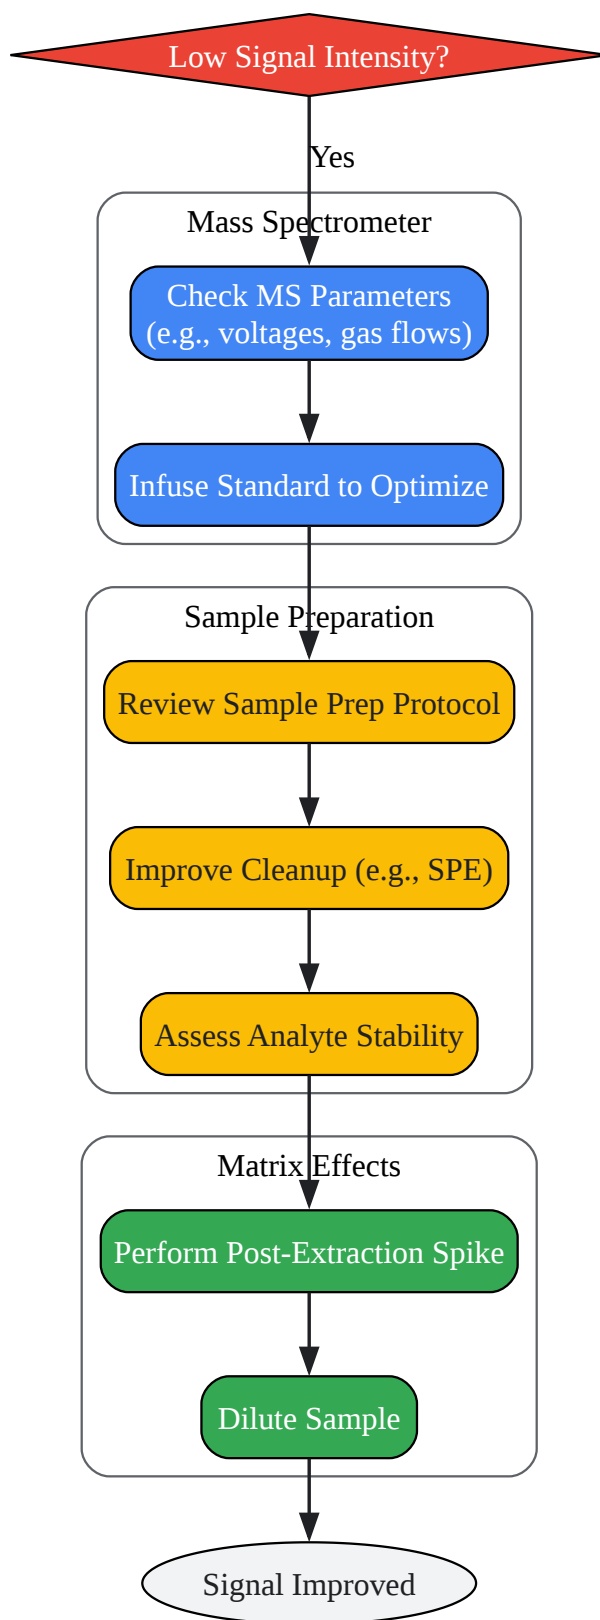 Low Signal Intensity?
Yes
Mass Spectrometer
Check MS Parameters
(e.g., voltages, gas flows)
Infuse Standard to Optimize
Sample Preparation
Review Sample Prep Protocol
Improve Cleanup (e.g., SPE)
Assess Analyte Stability
Matrix Effects
Perform Post-Extraction Spike
Dilute Sample
Signal Improved